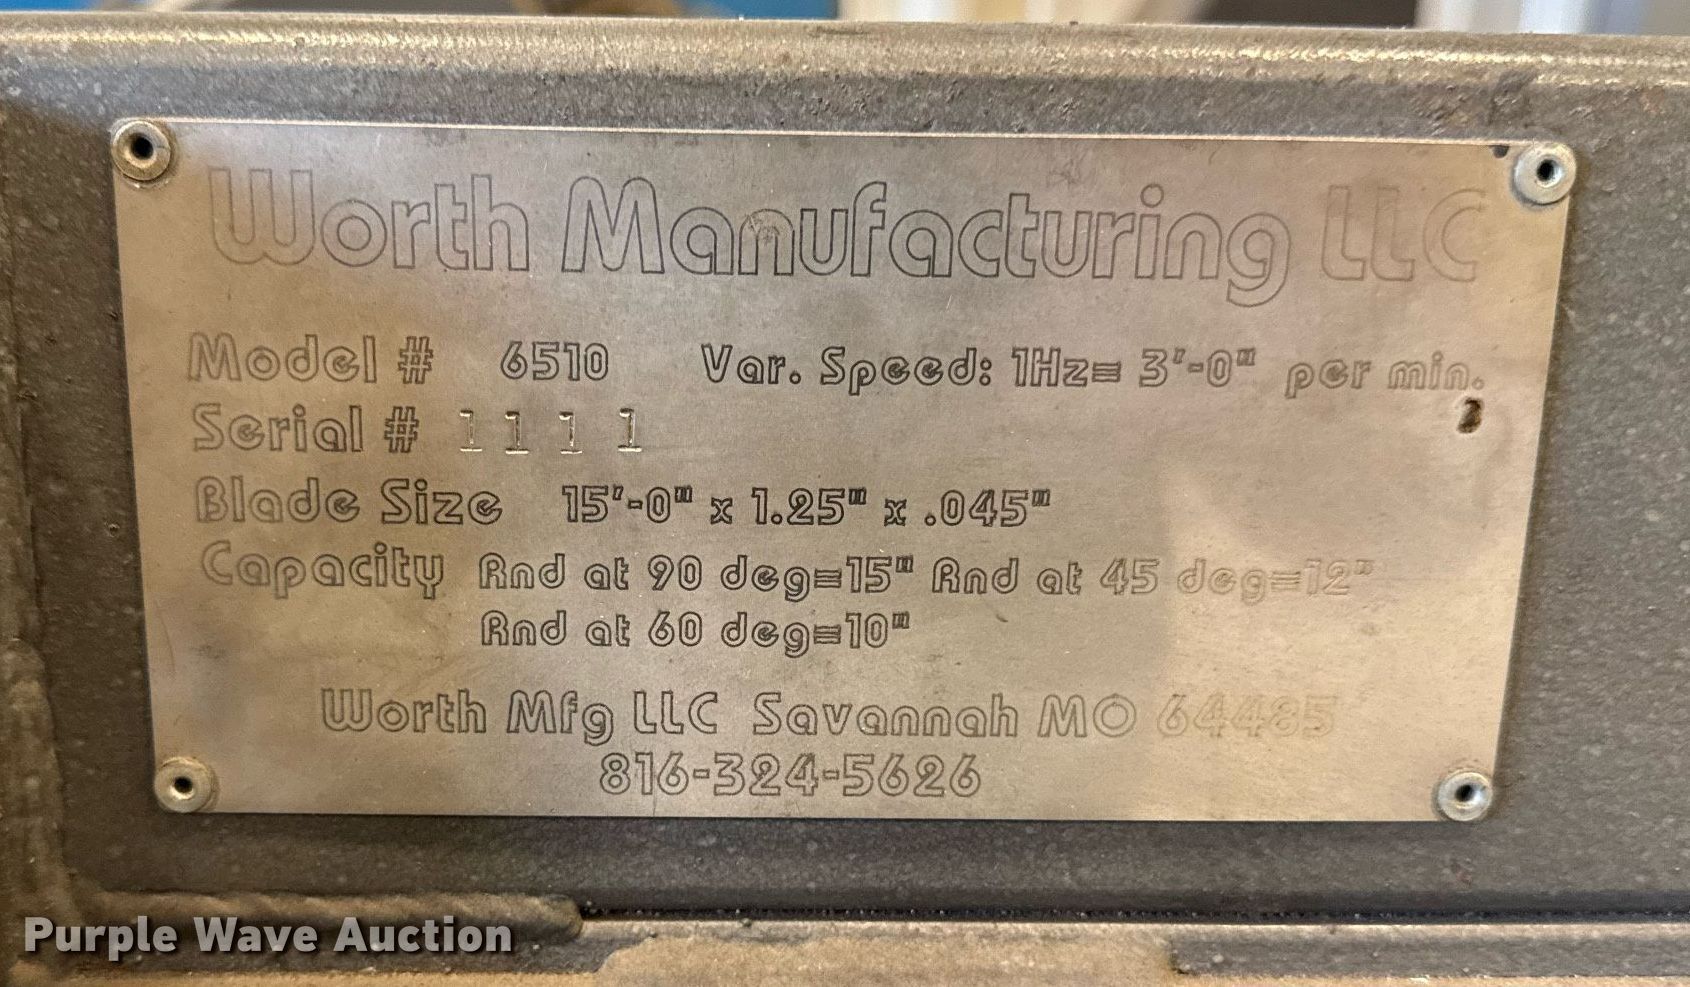 Worth Manufacturing LLC
Model # 6510 Var. Speed: 1Hz= 3'-0" per min.
Serial # 1111
Blade Size 15'-0" x 1.25" x .045"
Capacity Rnd at 90 deg=15" Rnd at 45 deg=12"
Rnd at 60 deg=10"
Worth Mfg LLC Savannah MO 64485
816-324-5626
Purple Wave Auction